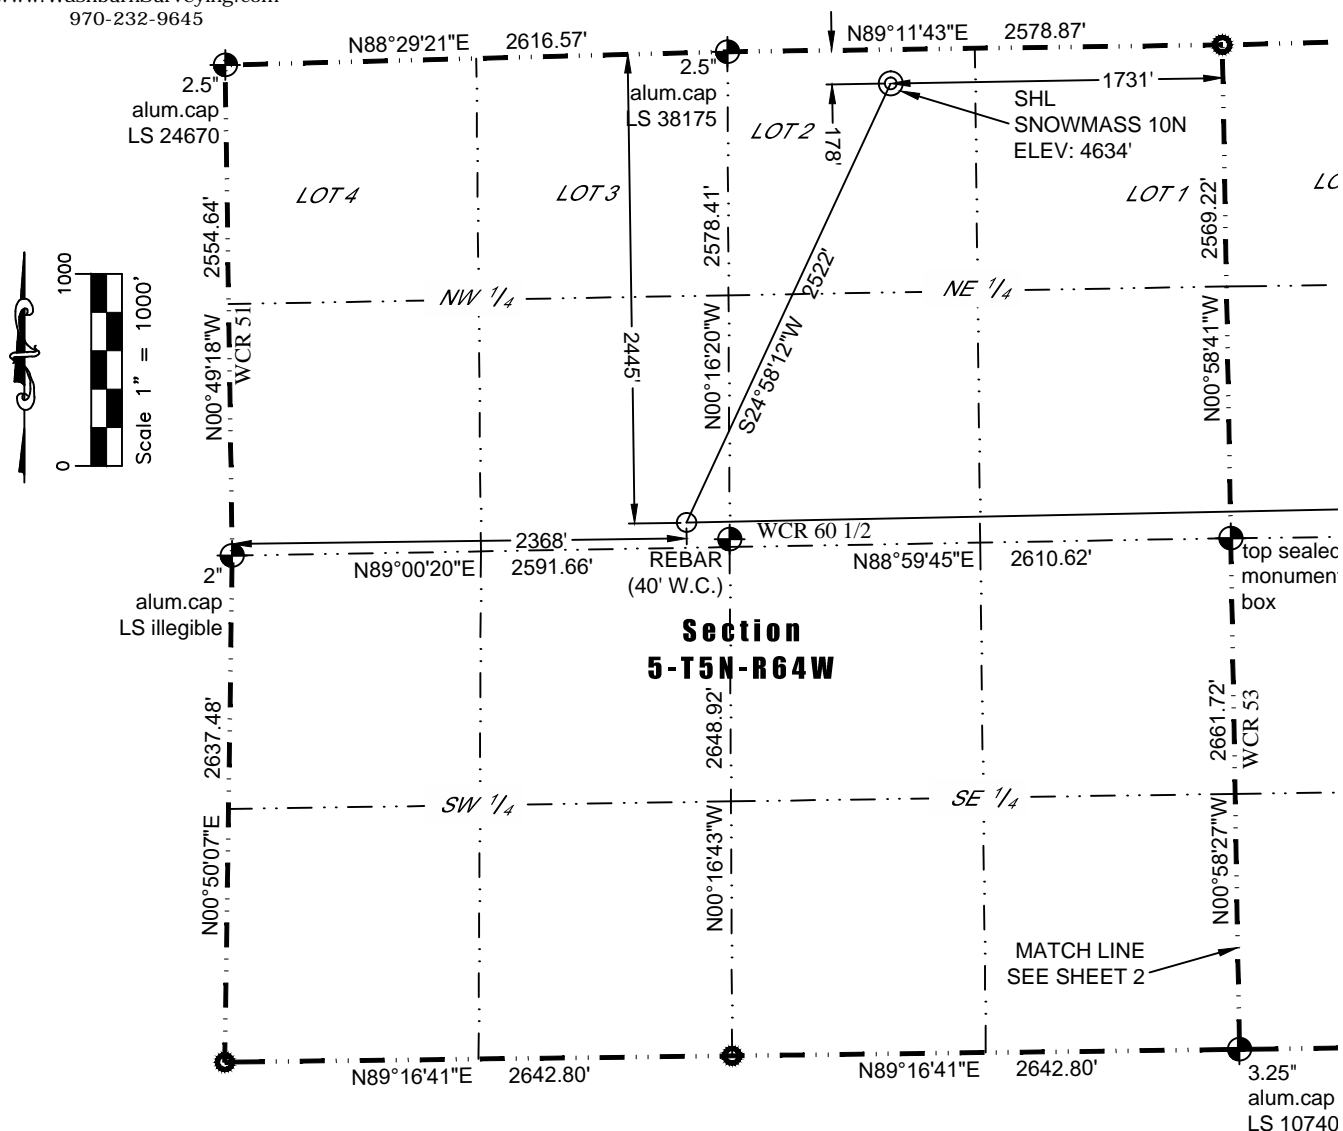 970-232-9645
N88°29'21"E 2616.57'
N89°11'43"E 2578.87'
2.5"
alum.cap
LS 24670
2.5"
alum.cap
LS 38175
1731'
178'
SHL
SNOWMASS 10N
ELEV: 4634'
LOT 4
LOT 3
LOT 2
LOT 1
2554.64'
N00°49'18"W
WCR 51
2445'
2578.41'
N00°16'20"W
S24°58'12"W 2522'
2569.22'
N00°58'41"W
NW 1/4
NE 1/4
1000
0
Scale 1" = 1000'
2368'
WCR 60 1/2
N89°00'20"E 2591.66'
REBAR
(40' W.C.)
N88°59'45"E 2610.62'
2"
alum.cap
LS illegible
top sealed
monument
box
Section
5-T5N-R64W
2637.48'
N00°50'07"E
2648.92'
N00°16'43"W
2661.72'
WCR 53
N00°58'27"W
SW 1/4
SE 1/4
MATCH LINE
SEE SHEET 2
N89°16'41"E 2642.80'
N89°16'41"E 2642.80'
3.25"
alum.cap
LS 10740